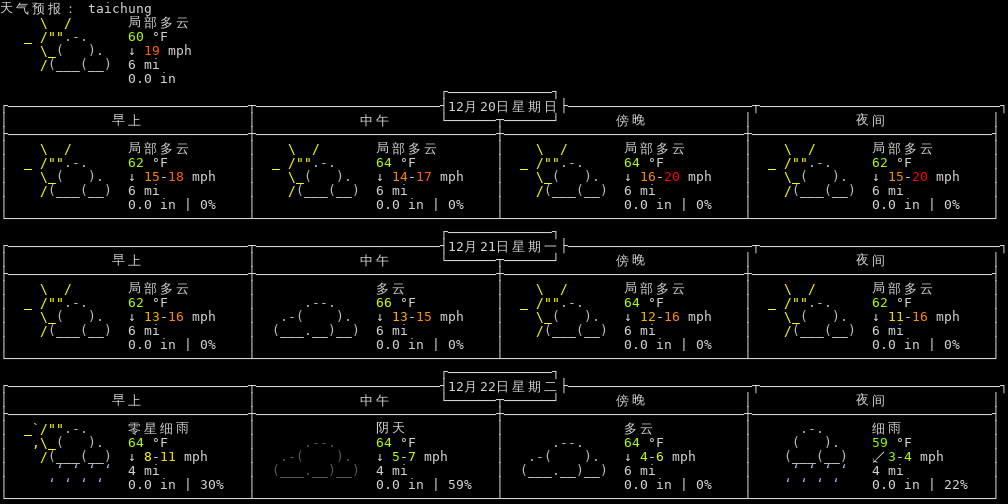 天气预报： taichung
局部多云
60 °F
↓ 19 mph
6 mi
0.0 in
12月20日星期日
早上 中午 傍晚 夜间
局部多云 局部多云 局部多云 局部多云
62 °F 64 °F 64 °F 62 °F
↓ 15-18 mph ↓ 14-17 mph ↓ 16-20 mph ↓ 15-20 mph
6 mi 6 mi 6 mi 6 mi
0.0 in | 0% 0.0 in | 0% 0.0 in | 0% 0.0 in | 0%
12月21日星期一
早上 中午 傍晚 夜间
局部多云 多云 局部多云 局部多云
62 °F 66 °F 64 °F 62 °F
↓ 13-16 mph ↓ 13-15 mph ↓ 12-16 mph ↓ 11-16 mph
6 mi 6 mi 6 mi 6 mi
0.0 in | 0% 0.0 in | 0% 0.0 in | 0% 0.0 in | 0%
12月22日星期二
早上 中午 傍晚 夜间
零星细雨 阴天 多云 细雨
64 °F 64 °F 64 °F 59 °F
↓ 8-11 mph ↓ 5-7 mph ↓ 4-6 mph ↙ 3-4 mph
4 mi 4 mi 6 mi 4 mi
0.0 in | 30% 0.0 in | 59% 0.0 in | 0% 0.0 in | 22%